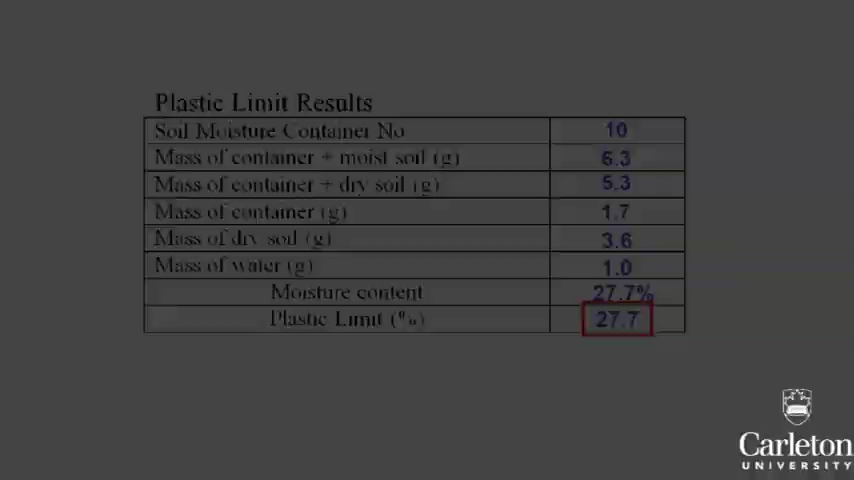 Plastic Limit Results
Soil Moisture Container No 10
Mass of container + moist soil (g) 6.3
Mass of container + dry soil (g) 5.3
Mass of container (g) 1.7
Mass of dry soil (g) 3.6
Mass of water (g) 1.0
Moisture content 27.7%
Plastic Limit (%) 27.7
Carleton
UNIVERSITY